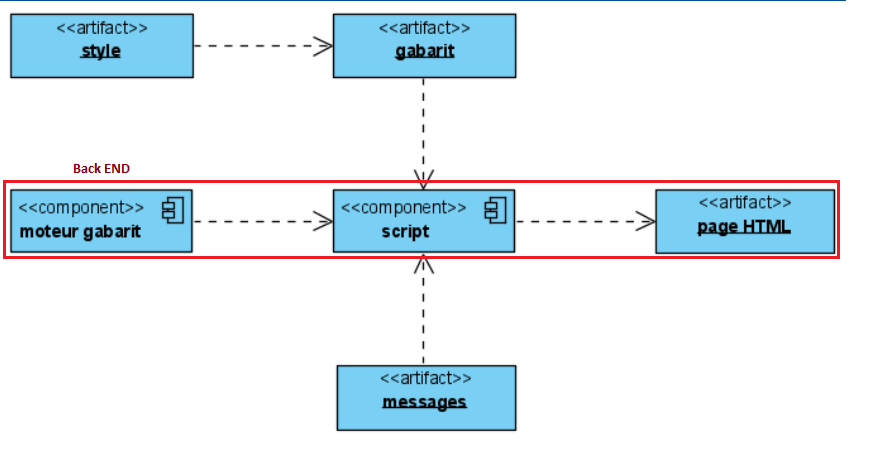 <<artifact>>
style
<<artifact>>
gabarit
Back END
<<component>>
moteur gabarit
<<component>>
script
<<artifact>>
page HTML
<<artifact>>
messages